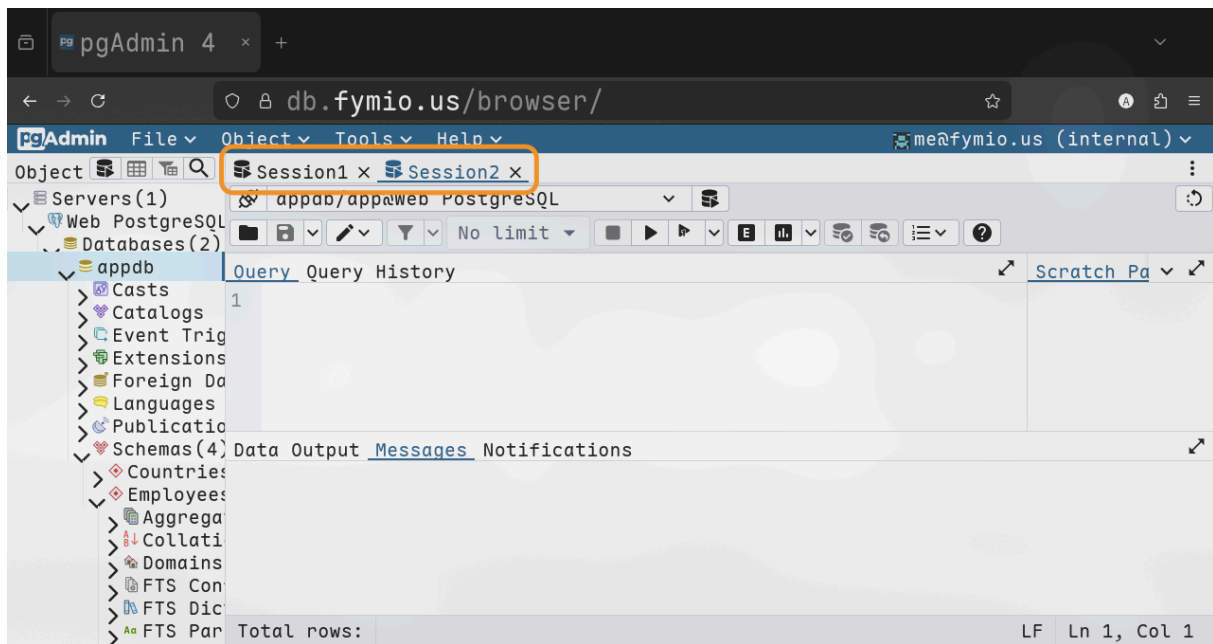 pgAdmin 4
db.fymio.us/browser/
pgAdmin File Object Tools Help me@fymio.us (internal)
Object Session1 Session2
Servers(1) appdb/app@Web PostgreSQL
Web PostgreSQL
Databases(2) No limit
appdb Query Query History Scratch Pa
Casts 1
Catalogs
Event Trig
Extensions
Foreign Da
Languages
Publicatio
Schemas(4) Data Output Messages Notifications
Countries
Employees
Aggrega
Collati
Domains
FTS Con
FTS Dic
FTS Par Total rows: LF Ln 1, Col 1